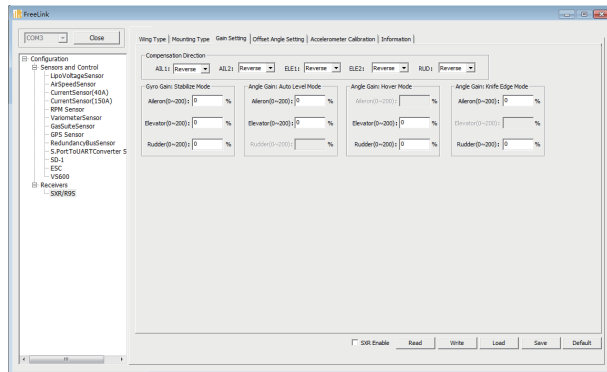 FreeLink
COM3 Close
Configuration
Sensors and Control
LipoVoltageSensor
AirSpeedSensor
CurrentSensor(40A)
CurrentSensor(150A)
RPM Sensor
VariometerSensor
GasSuiteSensor
GPS Sensor
RedundancyBusSensor
S.PortToUARTConverter S
SD-1
ESC
VS600
Receivers
SXR/R9S
Wing Type Mounting Type Gain Setting Offset Angle Setting Accelerometer Calibration Information
Compensation Direction
AIL1: Reverse AIL2: Reverse ELE1: Reverse ELE2: Reverse RUD: Reverse
Gyro Gain: Stabilize Mode
Aileron(0~200): 0 %
Elevator(0~200): 0 %
Rudder(0~200): 0 %
Angle Gain: Auto Level Mode
Aileron(0~200): 0 %
Elevator(0~200): 0 %
Rudder(0~200): %
Angle Gain: Hover Mode
Aileron(0~200): %
Elevator(0~200): 0 %
Rudder(0~200): 0 %
Angle Gain: Knife Edge Mode
Aileron(0~200): 0 %
Elevator(0~200): %
Rudder(0~200): 0 %
SXR Enable Read Write Load Save Default